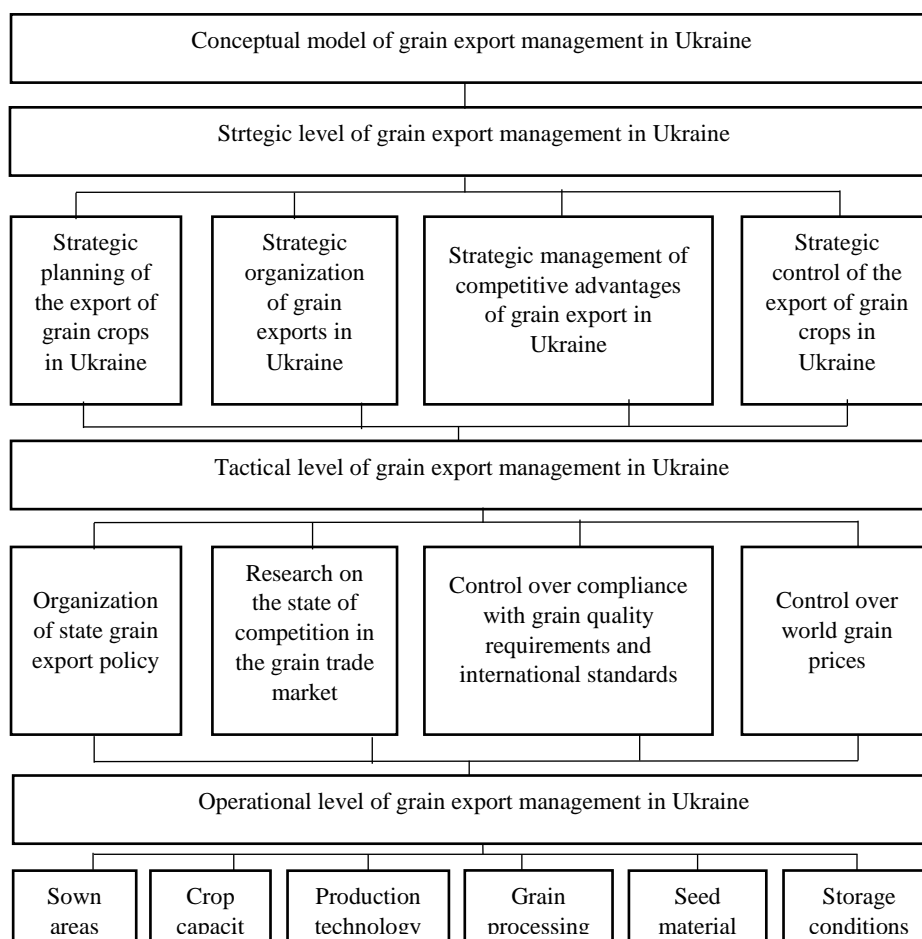 Conceptual model of grain export management in Ukraine
Strtegic level of grain export management in Ukraine
Strategic
planning of
the export of
grain crops
in Ukraine
Strategic
organization
of grain
exports in
Ukraine
Strategic management of
competitive advantages
of grain export in
Ukraine
Strategic
control of the
export of grain
crops in
Ukraine
Tactical level of grain export management in Ukraine
Organization
of state grain
export policy
Research on
the state of
competition in
the grain trade
market
Control over compliance
with grain quality
requirements and
international standards
Control over
world grain
prices
Operational level of grain export management in Ukraine
Sown
areas
Crop
capacit
Production
technology
Grain
processing
Seed
material
Storage
conditions